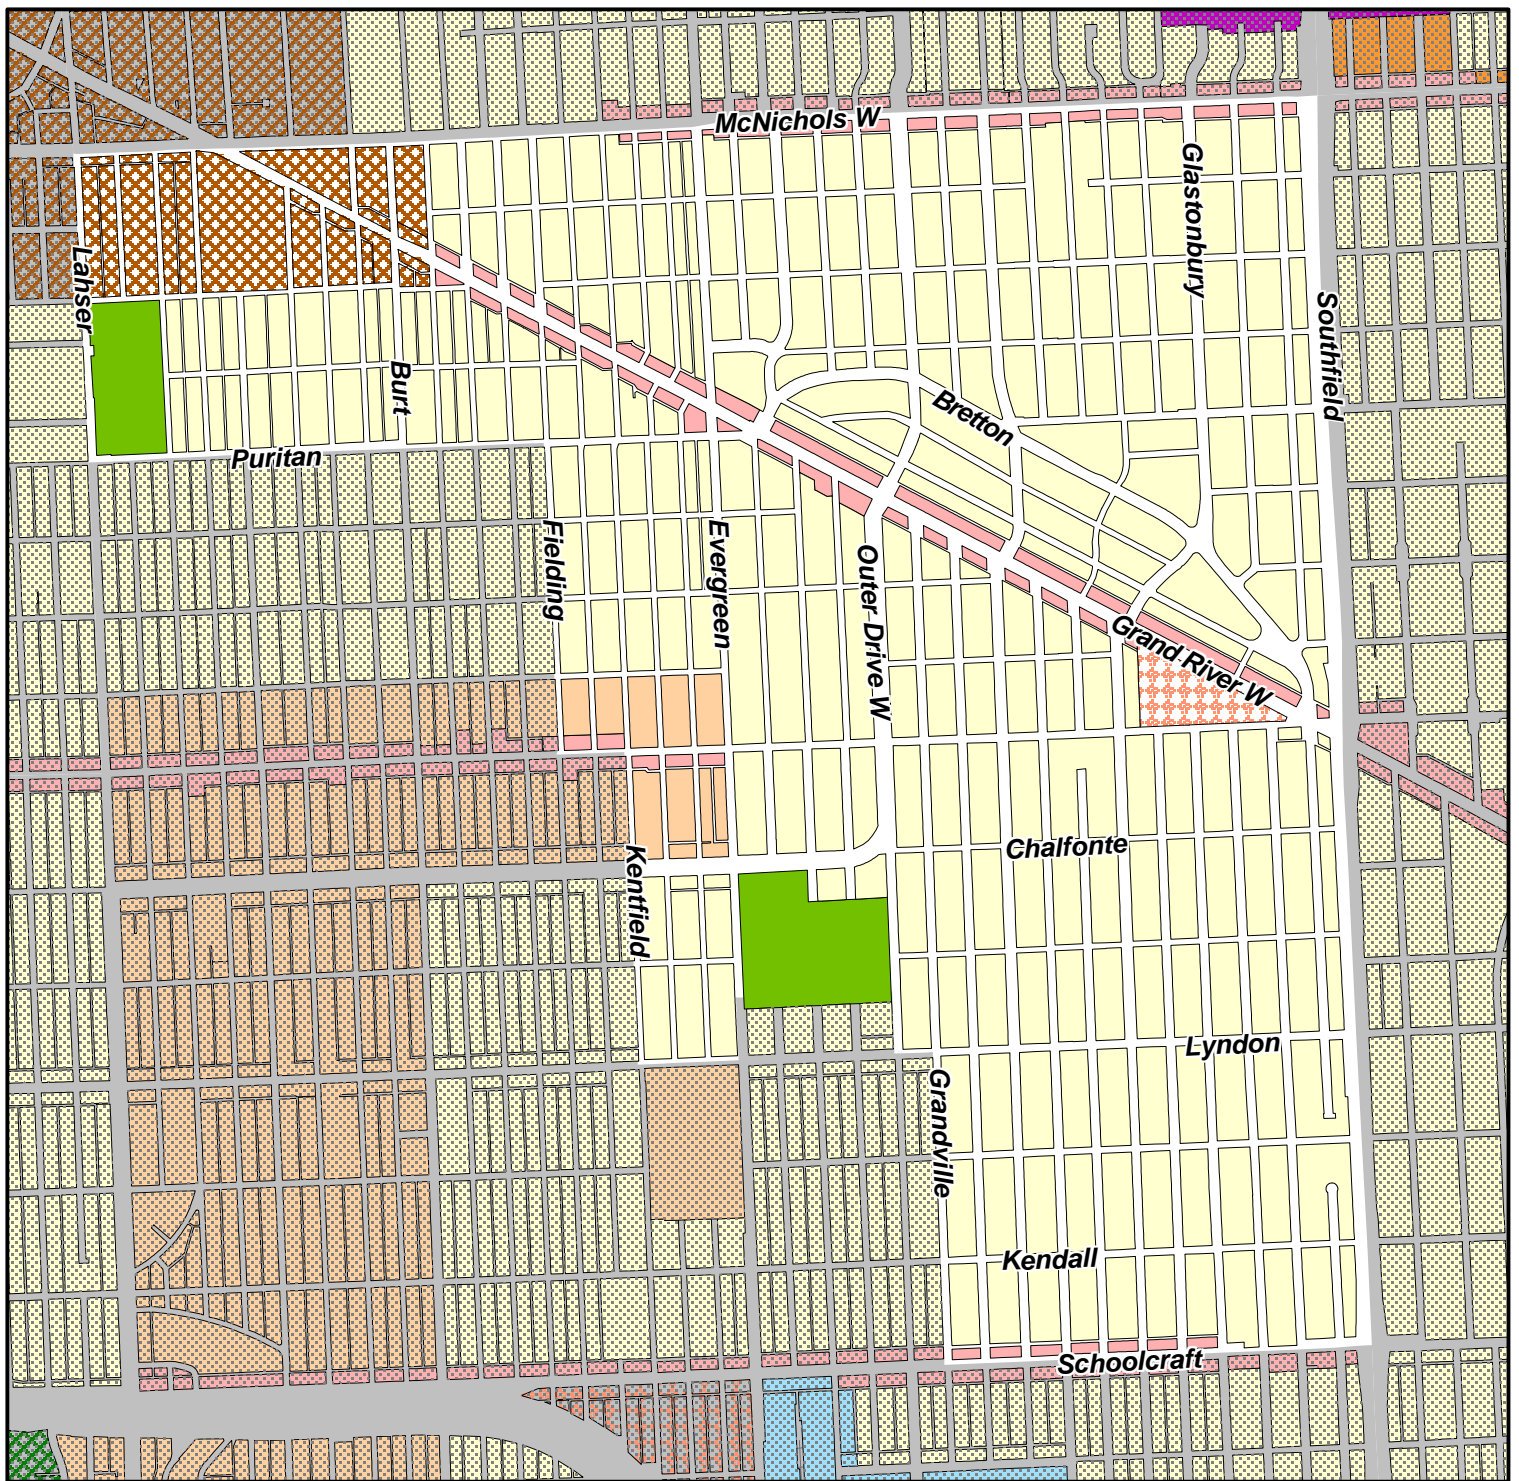 McNichols W
Glastonbury
Lahser
Southfield
Burt
Bretton
Puritan
Fielding
Evergreen
Outer Drive W
Grand River W
Chalfonte
Kentfield
Lyndon
Grandville
Kendall
Schoolcraft